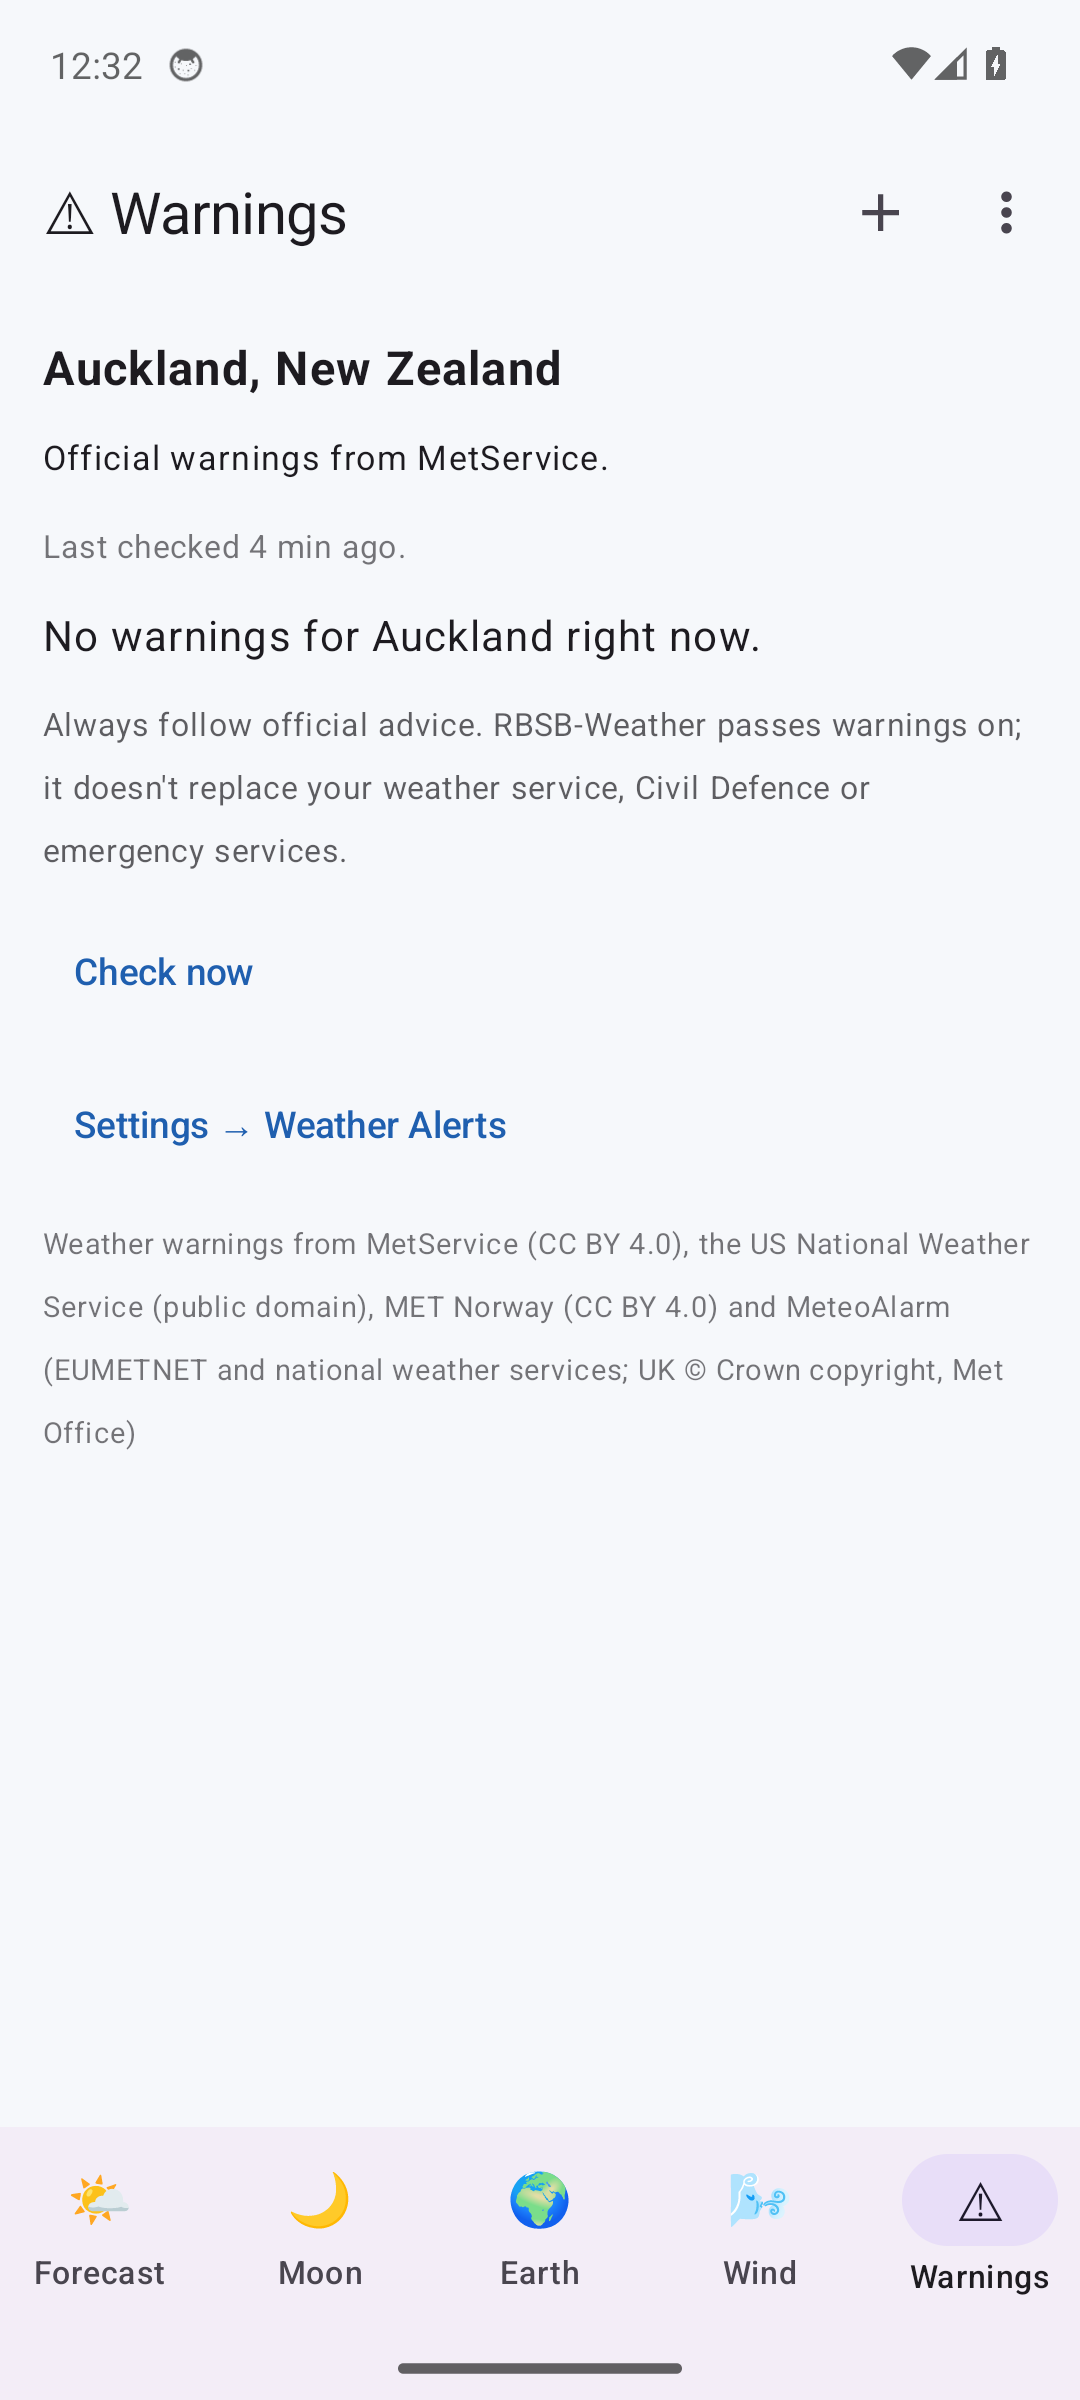 12:32
⚠ Warnings
Auckland, New Zealand
Official warnings from MetService.
Last checked 4 min ago.
No warnings for Auckland right now.
Always follow official advice. RBSB-Weather passes warnings on;
it doesn't replace your weather service, Civil Defence or
emergency services.
Check now
Settings → Weather Alerts
Weather warnings from MetService (CC BY 4.0), the US National Weather
Service (public domain), MET Norway (CC BY 4.0) and MeteoAlarm
(EUMETNET and national weather services; UK © Crown copyright, Met
Office)
Forecast
Moon
Earth
Wind
Warnings